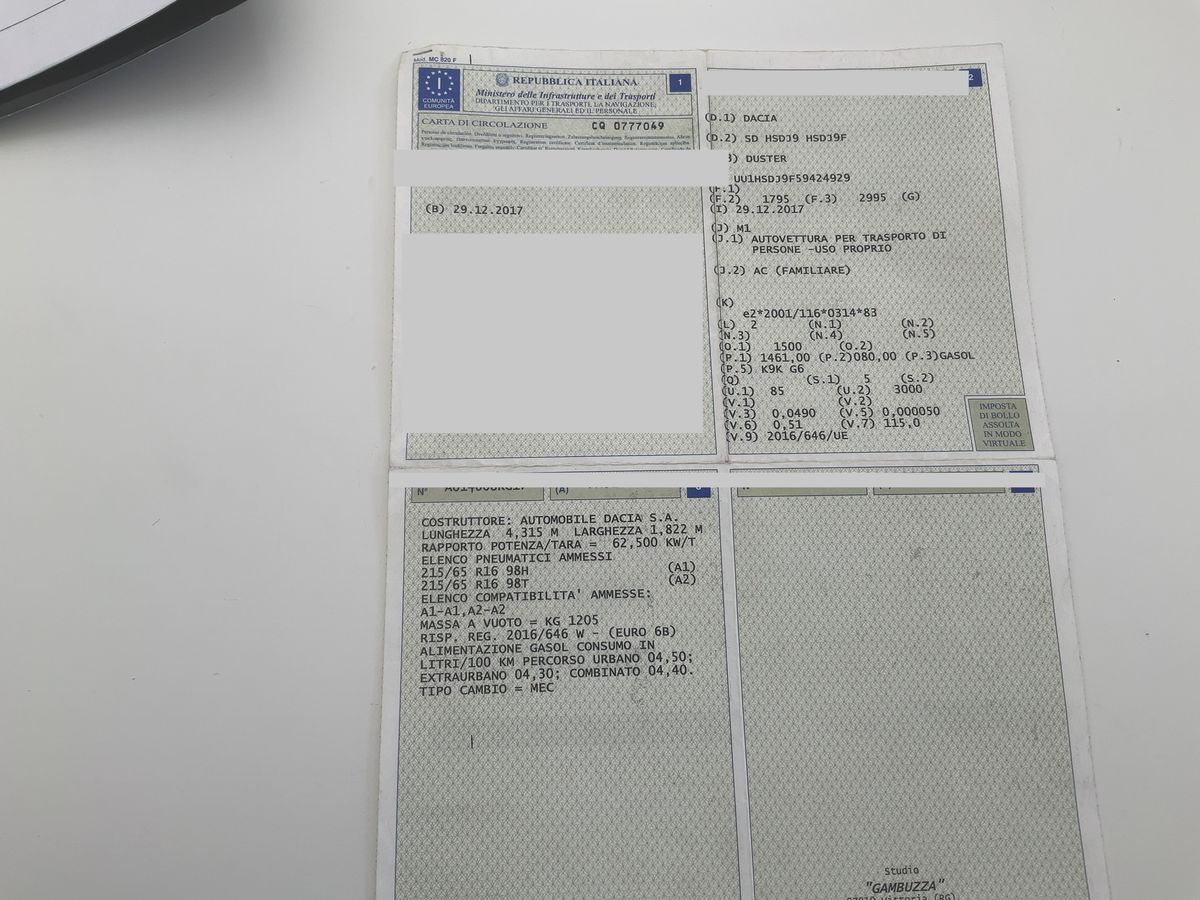 Mod. MC 820 F
COMUNITÀ
EUROPEA
I
REPUBBLICA ITALIANA
1
Ministero delle Infrastrutture e dei Trasporti
DIPARTIMENTO PER I TRASPORTI, LA NAVIGAZIONE,
GLI AFFARI GENERALI ED IL PERSONALE
CARTA DI CIRCOLAZIONE CQ 0777049
(B) 29.12.2017
2
(D.1) DACIA
(D.2) SD HSDJ9 HSDJ9F
3) DUSTER
UU1HSDJ9F59424929
(F.1)
(F.2) 1795 (F.3) 2995 (G)
(I) 29.12.2017
(J) M1
(J.1) AUTOVETTURA PER TRASPORTO DI
PERSONE -USO PROPRIO
(J.2) AC (FAMILIARE)
(K)
e2*2001/116*0314*83
(L) 2 (N.1) (N.2)
(N.3) (N.4) (N.5)
(O.1) 1500 (O.2)
(P.1) 1461,00 (P.2)080,00 (P.3)GASOL
(P.5) K9K G6
(Q) (S.1) 5 (S.2)
(U.1) 85 (U.2) 3000
(V.1) (V.2)
(V.3) 0,0490 (V.5) 0,000050
(V.6) 0,51 (V.7) 115,0
(V.9) 2016/646/UE
IMPOSTA
DI BOLLO
ASSOLTA
IN MODO
VIRTUALE
N° (A)
COSTRUTTORE: AUTOMOBILE DACIA S.A.
LUNGHEZZA 4,315 M LARGHEZZA 1,822 M
RAPPORTO POTENZA/TARA = 62,500 KW/T
ELENCO PNEUMATICI AMMESSI
215/65 R16 98H (A1)
215/65 R16 98T (A2)
ELENCO COMPATIBILITA' AMMESSE:
A1-A1,A2-A2
MASSA A VUOTO = KG 1205
RISP. REG. 2016/646 W - (EURO 6B)
ALIMENTAZIONE GASOL CONSUMO IN
LITRI/100 KM PERCORSO URBANO 04,50;
EXTRAURBANO 04,30; COMBINATO 04,40.
TIPO CAMBIO = MEC
Studio
"GAMBUZZA"
97019 Vittoria (RG)